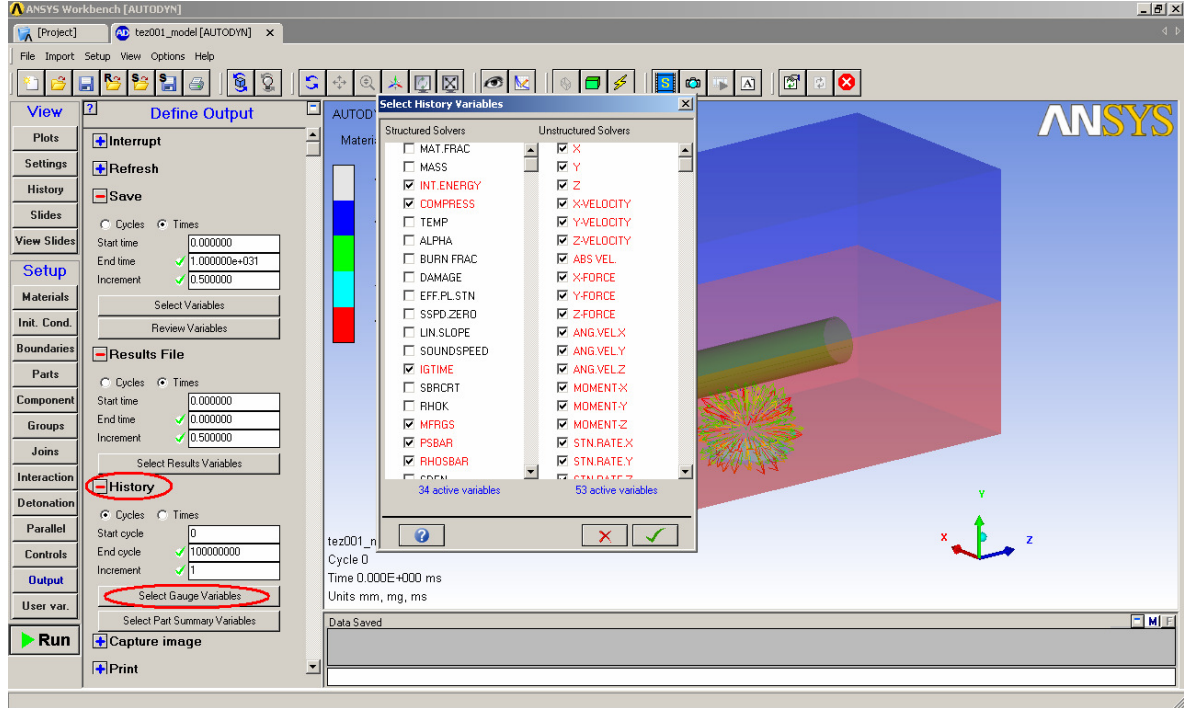 ANSYS Workbench [AUTODYN]
[Project]
AD tez001_model [AUTODYN] x
File Import Setup View Options Help
View
Plots
Settings
History
Slides
View Slides
Setup
Materials
Init. Cond.
Boundaries
Parts
Component
Groups
Joins
Interaction
Detonation
Parallel
Controls
Output
User var.
Run
? Define Output
Interrupt
Refresh
Save
Cycles Times
Start time 0.000000
End time 1.000000e+031
Increment 0.500000
Select Variables
Review Variables
Results File
Cycles Times
Start time 0.000000
End time 0.000000
Increment 0.500000
Select Results Variables
History
Cycles Times
Start cycle 0
End cycle 100000000
Increment 1
Select Gauge Variables
Select Part Summary Variables
Capture image
Print
AUTOD
Materi
Select History Variables
Structured Solvers
MAT.FRAC
MASS
INT.ENERGY
COMPRESS
TEMP
ALPHA
BURN FRAC
DAMAGE
EFF.PL.STN
SSPD.ZERO
LIN.SLOPE
SOUNDSPEED
IGTIME
SBRCRT
RHOK
MFRGS
PSBAR
RHOSBAR
34 active variables
Unstructured Solvers
X
Y
Z
X-VELOCITY
Y-VELOCITY
Z-VELOCITY
ABS VEL.
X-FORCE
Y-FORCE
Z-FORCE
ANG.VEL.X
ANG.VEL.Y
ANG.VEL.Z
MOMENT-X
MOMENT-Y
MOMENT-Z
STN.RATE.X
STN.RATE.Y
STN.RATE.Z
53 active variables
ANSYS
Y
X
Z
tez001_m
Cycle 0
Time 0.000E+000 ms
Units mm, mg, ms
Data Saved
M F